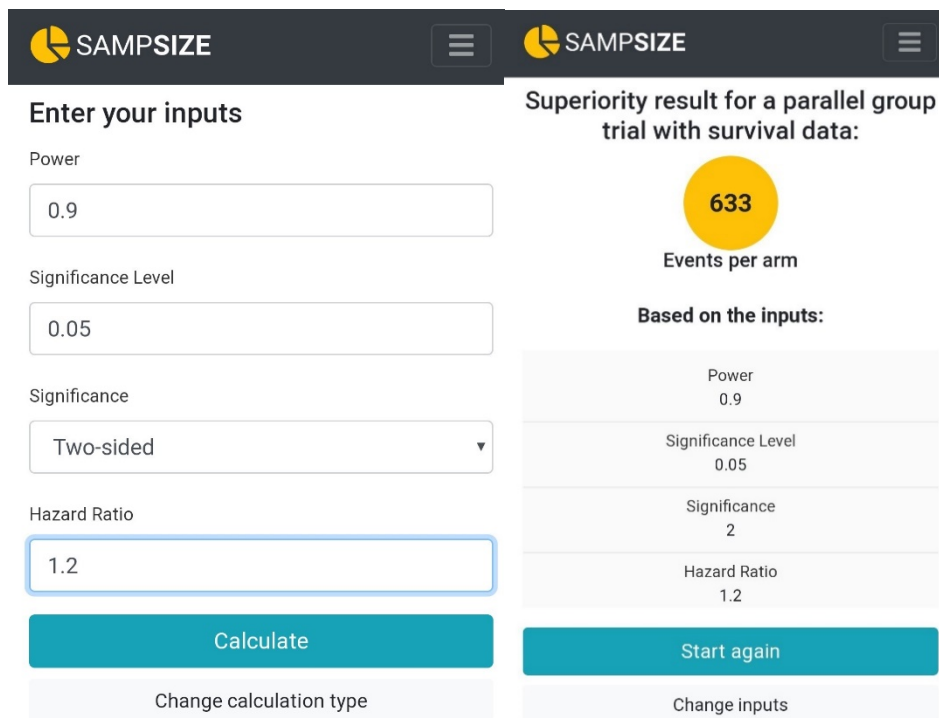 SAMPSIZE
Enter your inputs
Power
0.9
Significance Level
0.05
Significance
Two-sided
Hazard Ratio
1.2
Calculate
Change calculation type
SAMPSIZE
Superiority result for a parallel group
trial with survival data:
633
Events per arm
Based on the inputs:
Power
0.9
Significance Level
0.05
Significance
2
Hazard Ratio
1.2
Start again
Change inputs